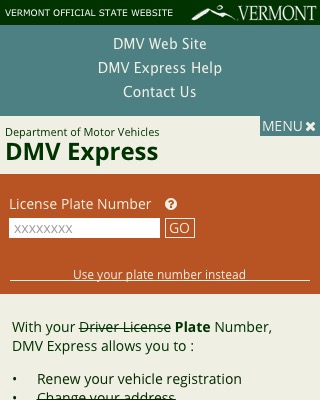 VERMONT OFFICIAL STATE WEBSITE
VERMONT
DMV Web Site
DMV Express Help
Contact Us
MENU ✖
Department of Motor Vehicles
DMV Express
License Plate Number ?
xxxxxxxx GO
Use your plate number instead
With your Driver License Plate Number,
DMV Express allows you to :
• Renew your vehicle registration
• Change your address